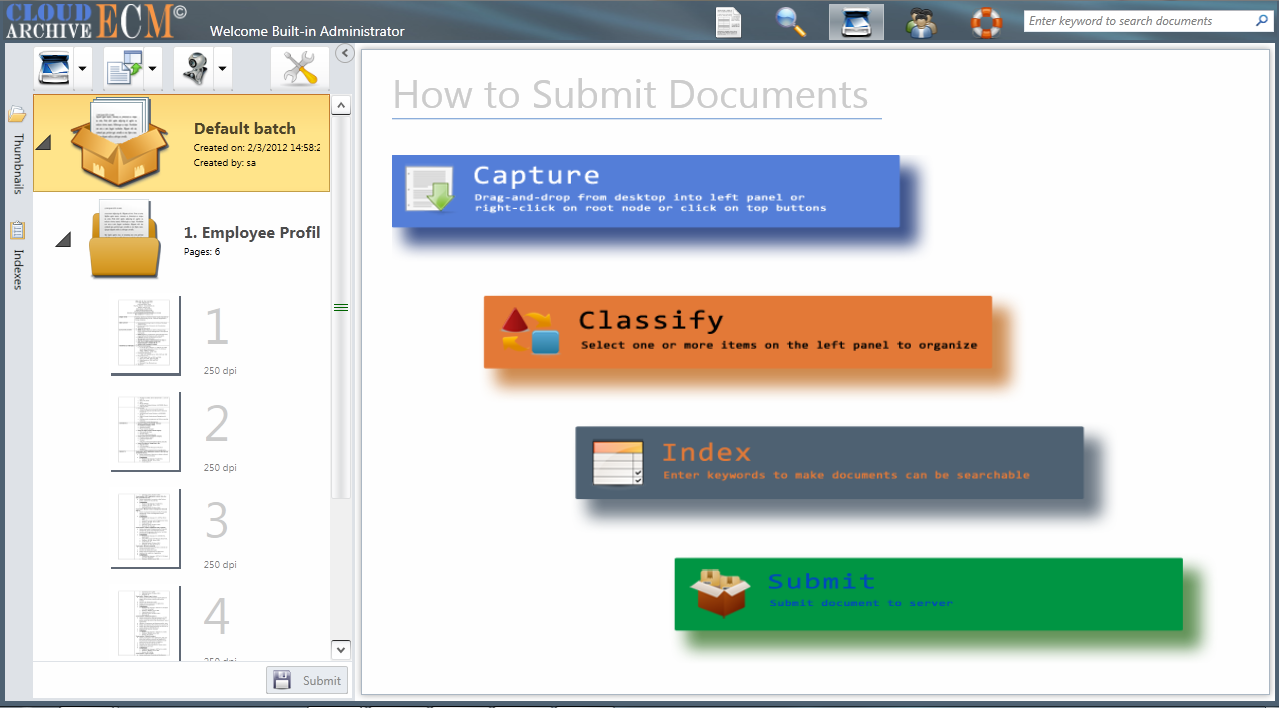 CLOUD
ARCHIVE ECM©
Welcome Built-in Administrator
Enter keyword to search documents
Thumbnails
Indexes
Default batch
Created on: 2/3/2012 14:58:2
Created by: sa
1. Employee Profil
Pages: 6
1
250 dpi
2
250 dpi
3
250 dpi
4
250 dpi
Submit
How to Submit Documents
Capture
Drag-and-drop from desktop into left panel or
right-click on root node or click on top button
Classify
Select one or more items on the left panel to organize
Index
Enter keywords to make documents can be searchable
Submit
Submit document to server